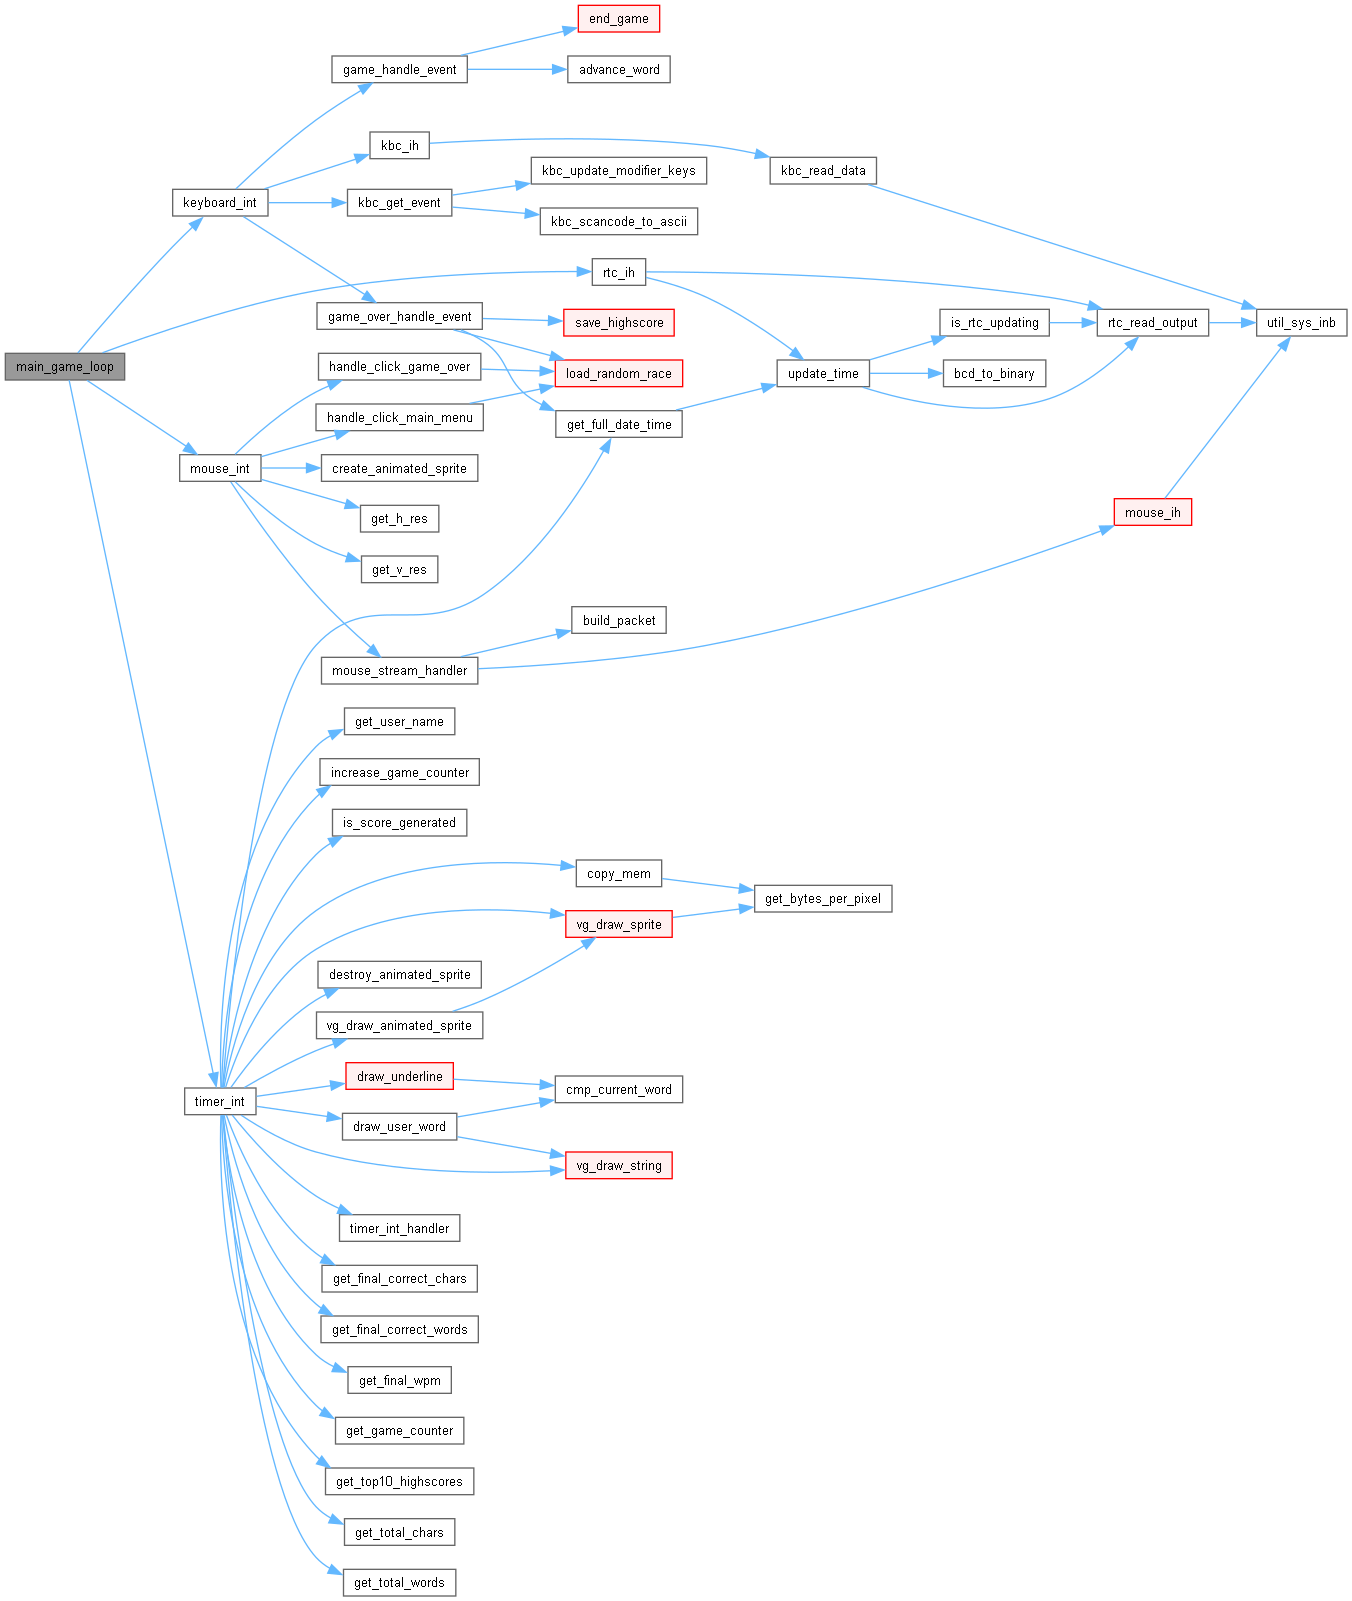 end_game
game_handle_event
advance_word
kbc_ih
kbc_update_modifier_keys
kbc_read_data
keyboard_int
kbc_get_event
kbc_scancode_to_ascii
rtc_ih
game_over_handle_event
save_highscore
is_rtc_updating
rtc_read_output
util_sys_inb
main_game_loop
handle_click_game_over
load_random_race
update_time
bcd_to_binary
handle_click_main_menu
get_full_date_time
mouse_int
create_animated_sprite
get_h_res
mouse_ih
get_v_res
build_packet
mouse_stream_handler
get_user_name
increase_game_counter
is_score_generated
copy_mem
get_bytes_per_pixel
vg_draw_sprite
destroy_animated_sprite
vg_draw_animated_sprite
draw_underline
cmp_current_word
timer_int
draw_user_word
vg_draw_string
timer_int_handler
get_final_correct_chars
get_final_correct_words
get_final_wpm
get_game_counter
get_top10_highscores
get_total_chars
get_total_words